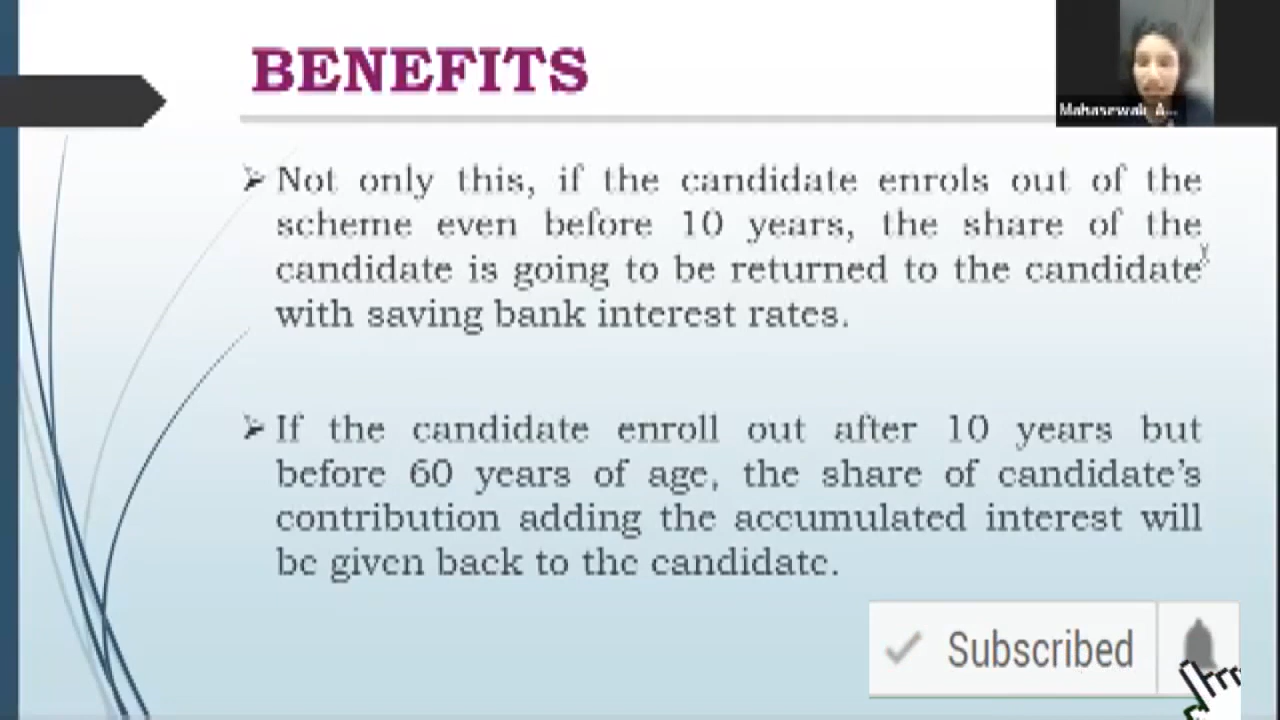 BENEFITS
Mahasewak A...
Not only this, if the candidate enrols out of the
scheme even before 10 years, the share of the
candidate is going to be returned to the candidate
with saving bank interest rates.
If the candidate enroll out after 10 years but
before 60 years of age, the share of candidate's
contribution adding the accumulated interest will
be given back to the candidate.
Subscribed